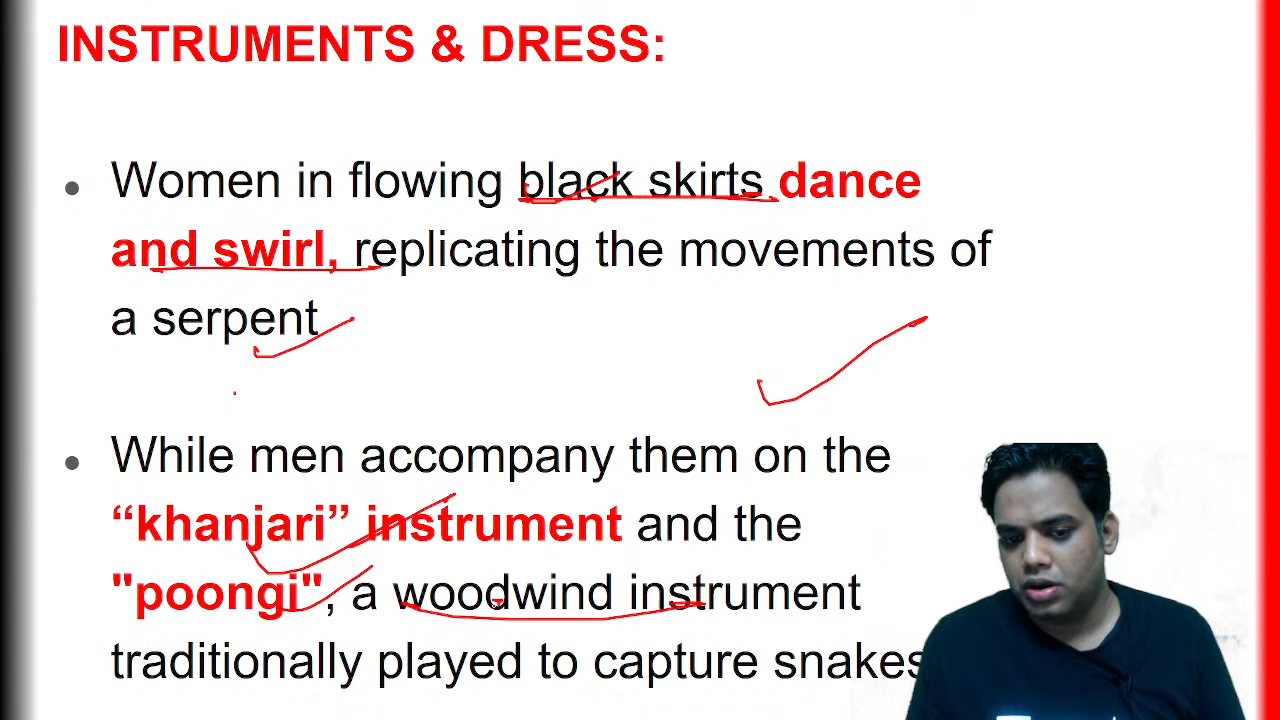 INSTRUMENTS & DRESS:
Women in flowing black skirts dance
and swirl, replicating the movements of
a serpent
While men accompany them on the
“khanjari” instrument and the
"poongi", a woodwind instrument
traditionally played to capture snakes